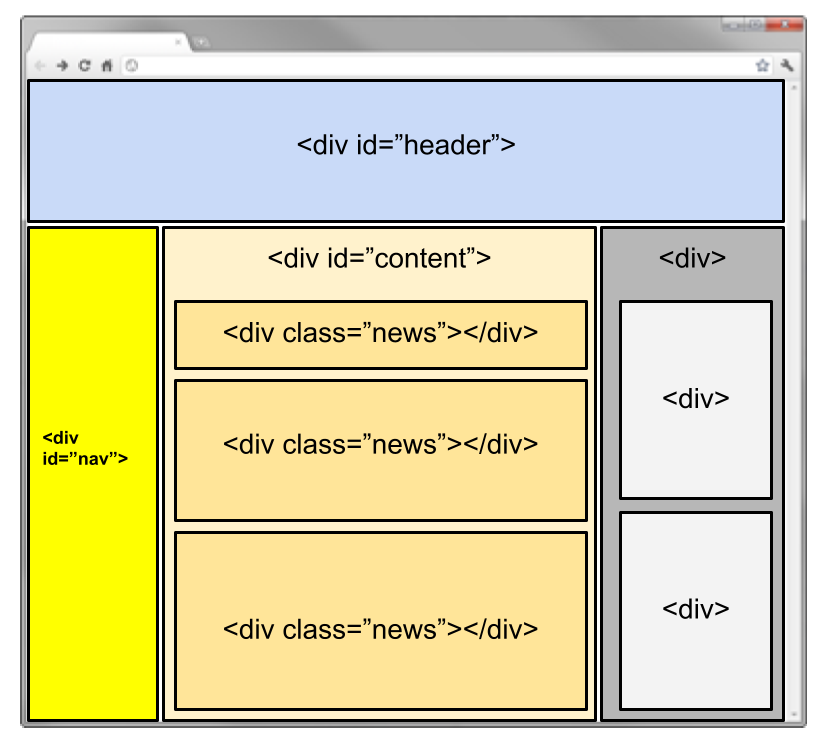 <div id=”header”>
<div
id=”nav”>
<div id=”content”>
<div class=”news”></div>
<div class=”news”></div>
<div class=”news”></div>
<div>
<div>
<div>